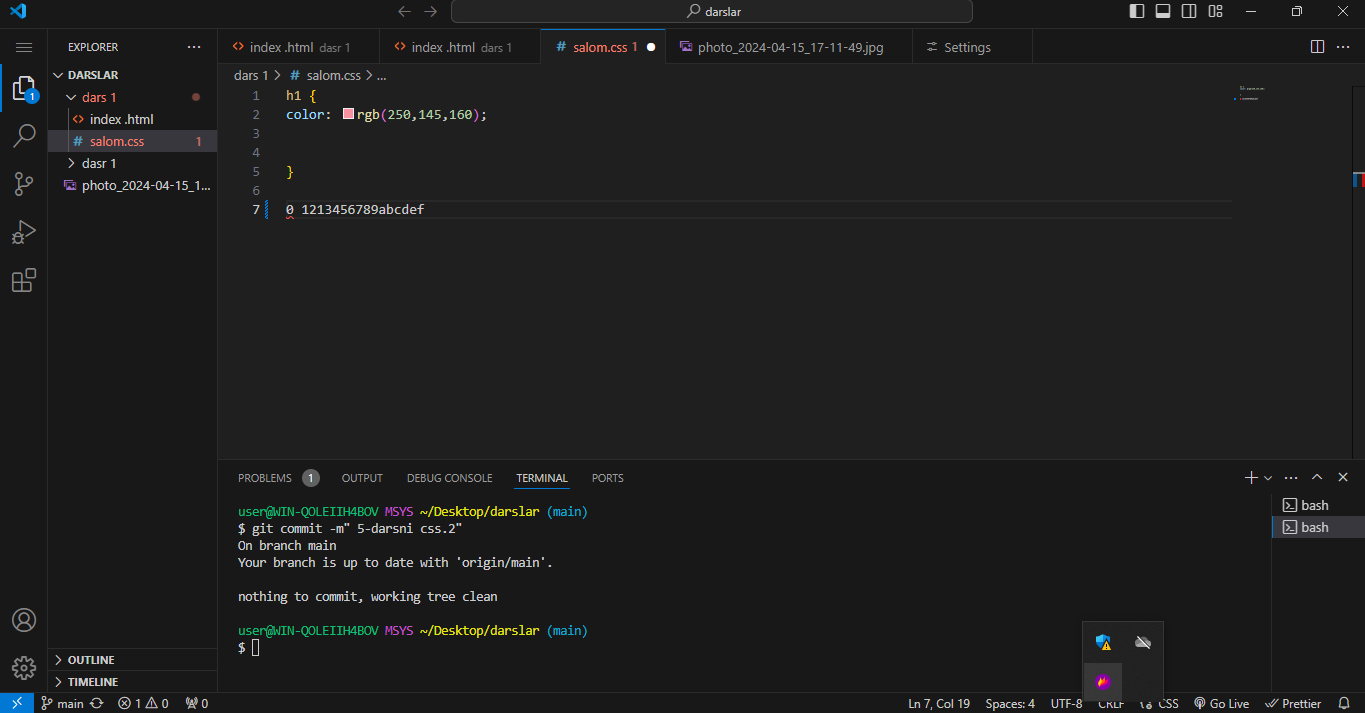 darslar
EXPLORER
index .html dasr 1
index .html dars 1
# salom.css 1
photo_2024-04-15_17-11-49.jpg
Settings
DARSLAR
dars 1
index .html
# salom.css 1
dasr 1
photo_2024-04-15_1...
1
dars 1 > # salom.css > ...
1 h1 {
2 color: rgb(250,145,160);
3
4
5 }
6
7 0 1213456789abcdef
PROBLEMS 1 OUTPUT DEBUG CONSOLE TERMINAL PORTS
user@WIN-QOLEIIH4BOV MSYS ~/Desktop/darslar (main)
$ git commit -m" 5-darsni css.2"
On branch main
Your branch is up to date with 'origin/main'.
nothing to commit, working tree clean
user@WIN-QOLEIIH4BOV MSYS ~/Desktop/darslar (main)
$
bash
bash
OUTLINE
TIMELINE
main 1 0 0
Ln 7, Col 19 Spaces: 4 UTF-8 CRLF CSS Go Live Prettier